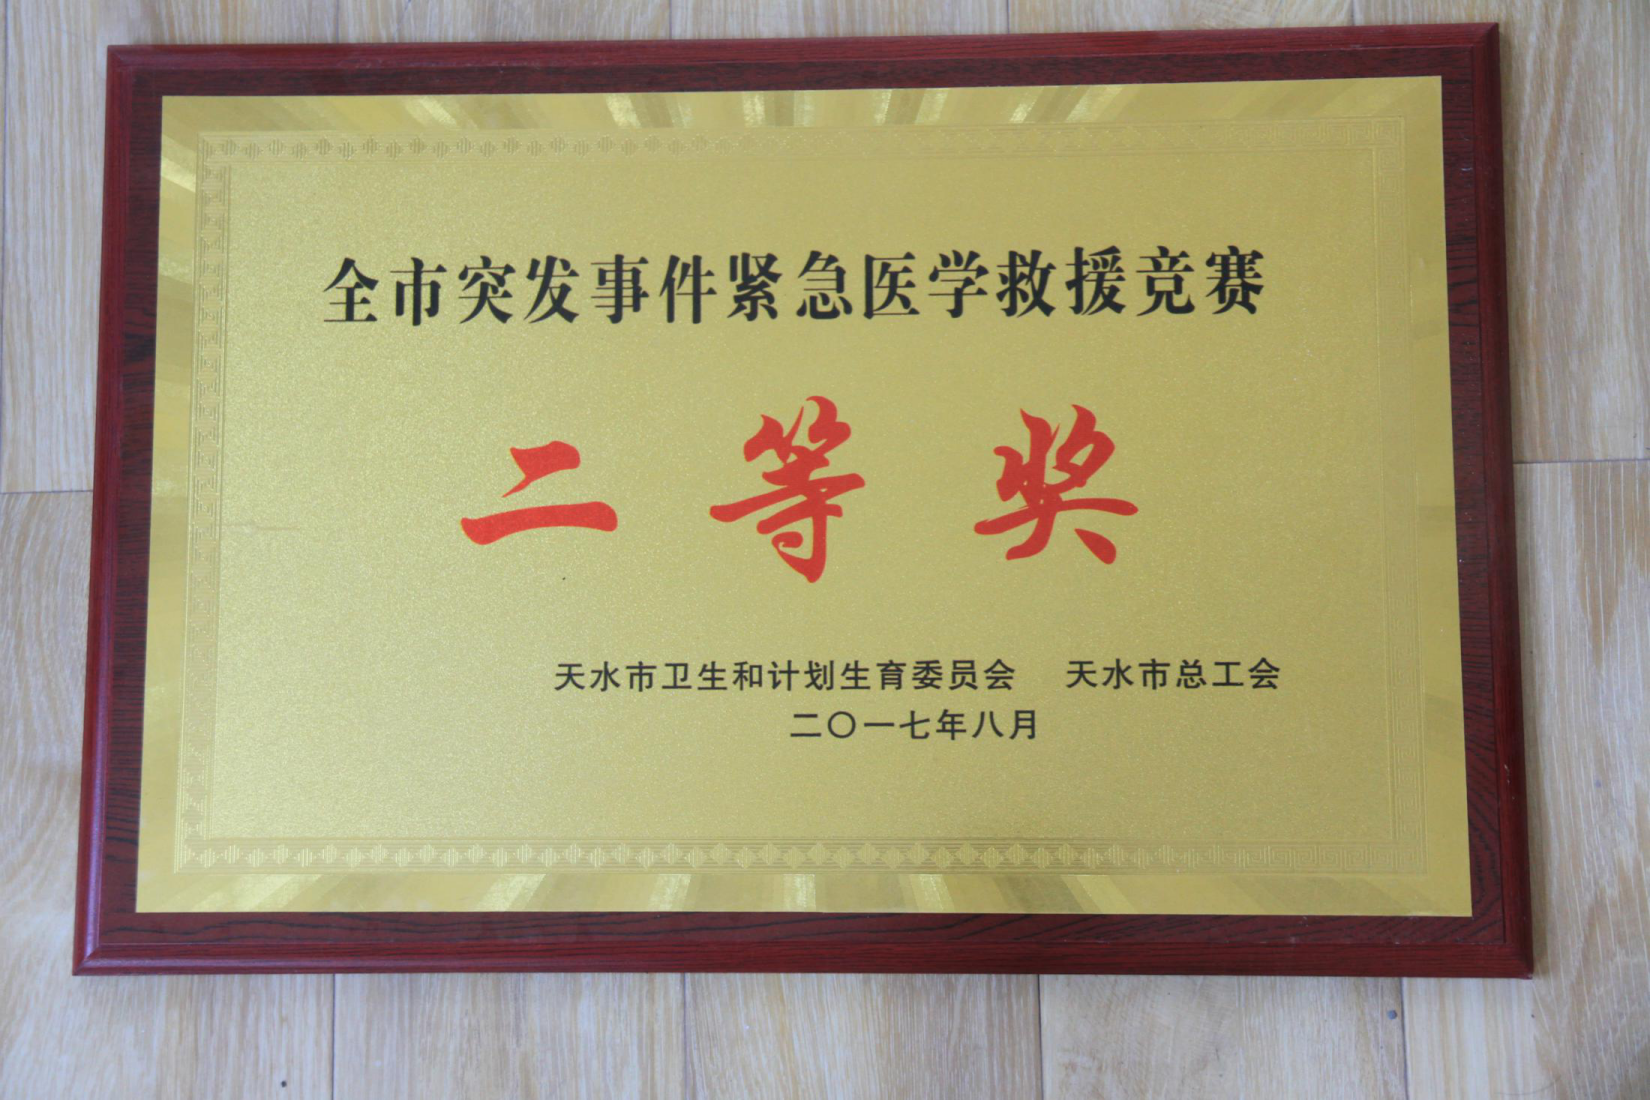 全市突发事件紧急医学救援竞赛
二等奖
天水市卫生和计划生育委员会 天水市总工会
二〇一七年八月